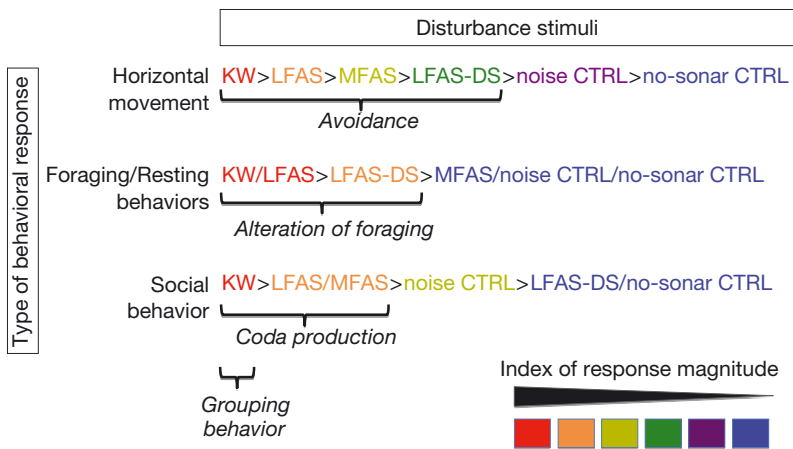 Disturbance stimuli
Type of behavioral response
Horizontal movement
KW>LFAS>MFAS>LFAS-DS>noise CTRL>no-sonar CTRL
Avoidance
Foraging/Resting behaviors
KW/LFAS>LFAS-DS>MFAS/noise CTRL/no-sonar CTRL
Alteration of foraging
Social behavior
KW>LFAS/MFAS>noise CTRL>LFAS-DS/no-sonar CTRL
Coda production
Grouping behavior
Index of response magnitude